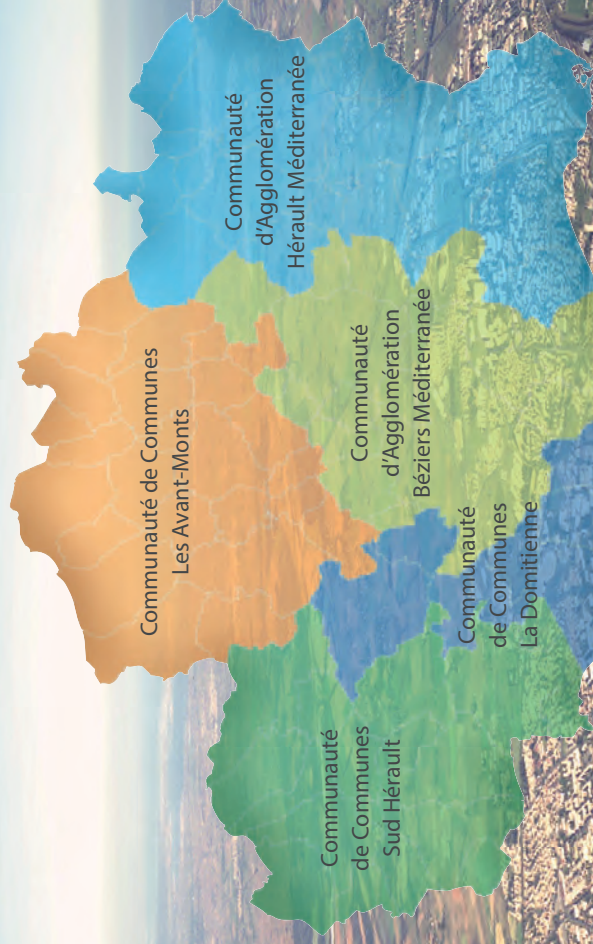 Communauté de Communes
Les Avant-Monts
Communauté
d'Agglomération
Hérault Méditerranée
Communauté
d'Agglomération
Béziers Méditerranée
Communauté
de Communes
La Domitienne
Communauté
de Communes
Sud Hérault